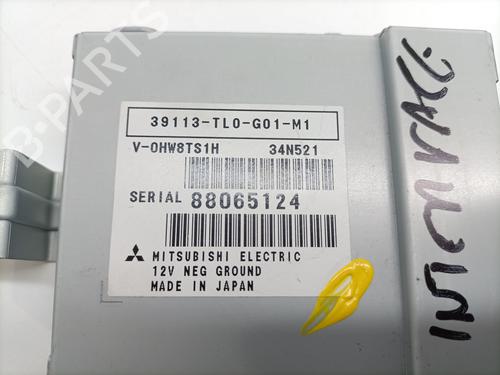 39113-TL0-G01-M1
V-0HW8TS1H 34N521
SERIAL 88065124
MITSUBISHI ELECTRIC
12V NEG GROUND
MADE IN JAPAN
B-PARTS